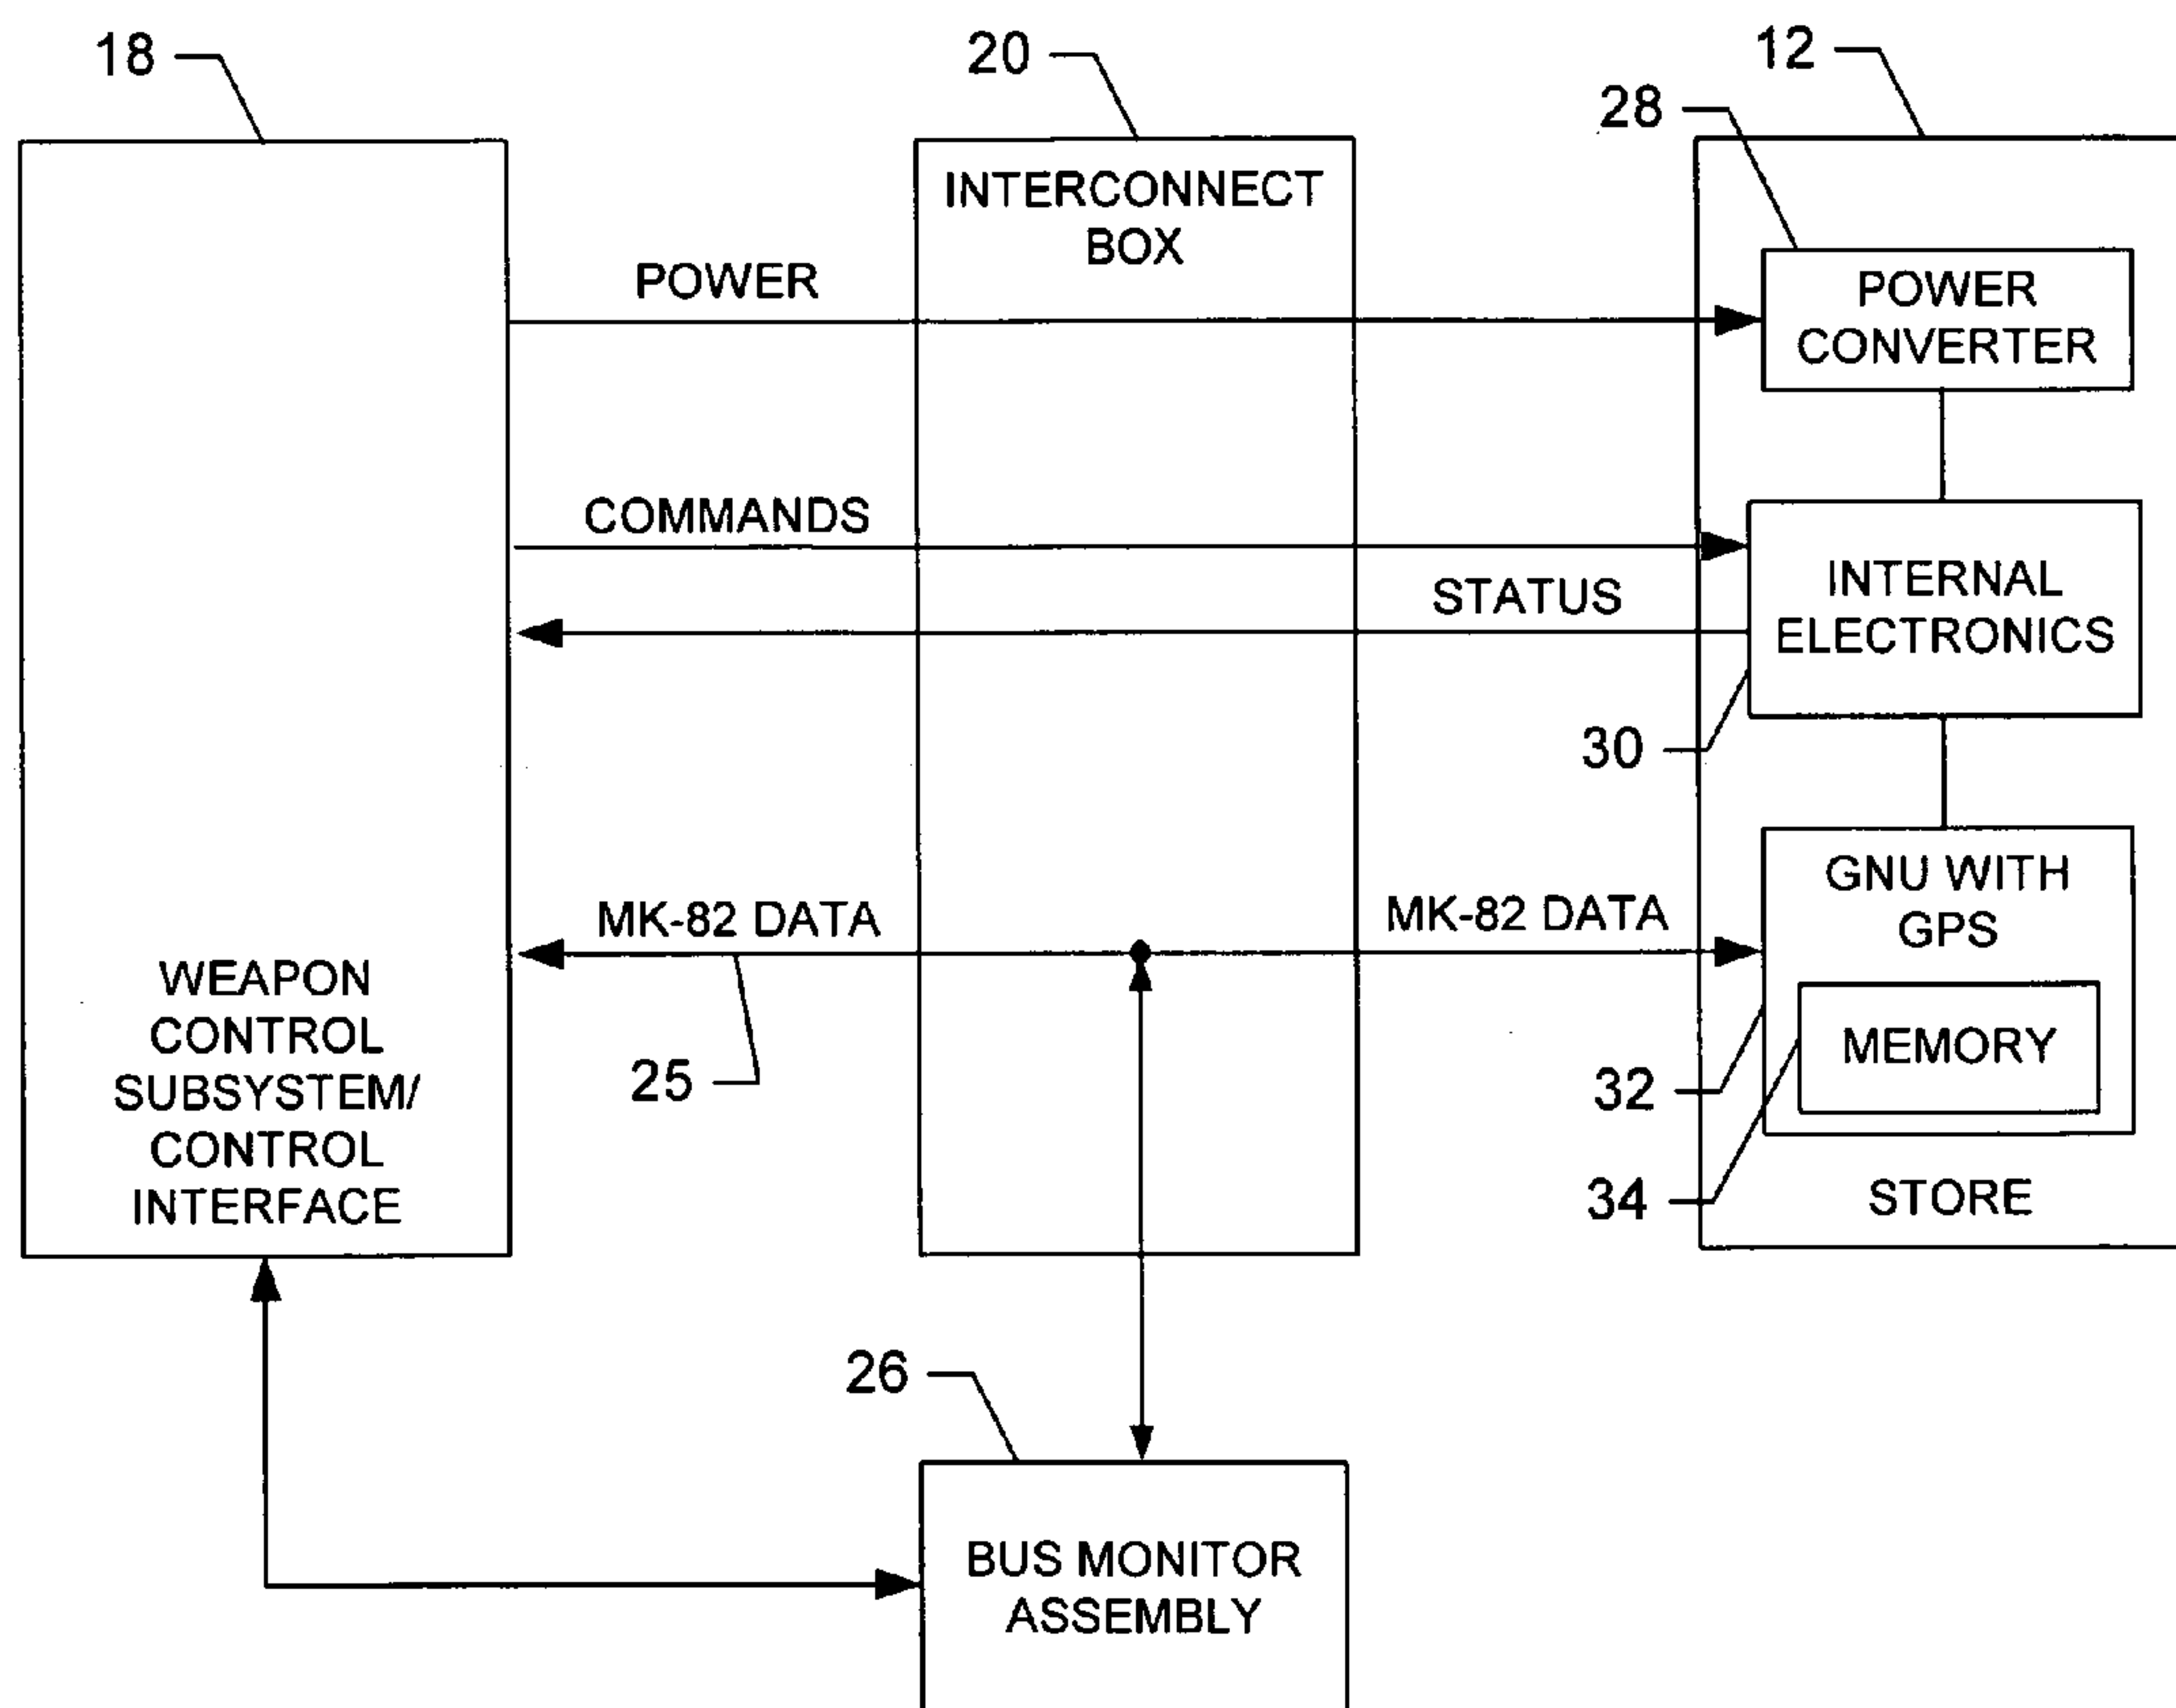 18
20
12
28
INTERCONNECT
BOX
POWER
POWER
CONVERTER
COMMANDS
STATUS
INTERNAL
ELECTRONICS
30
MK-82 DATA
MK-82 DATA
GNU WITH
GPS
MEMORY
WEAPON
CONTROL
SUBSYSTEM/
CONTROL
INTERFACE
25
32
34
STORE
26
BUS MONITOR
ASSEMBLY